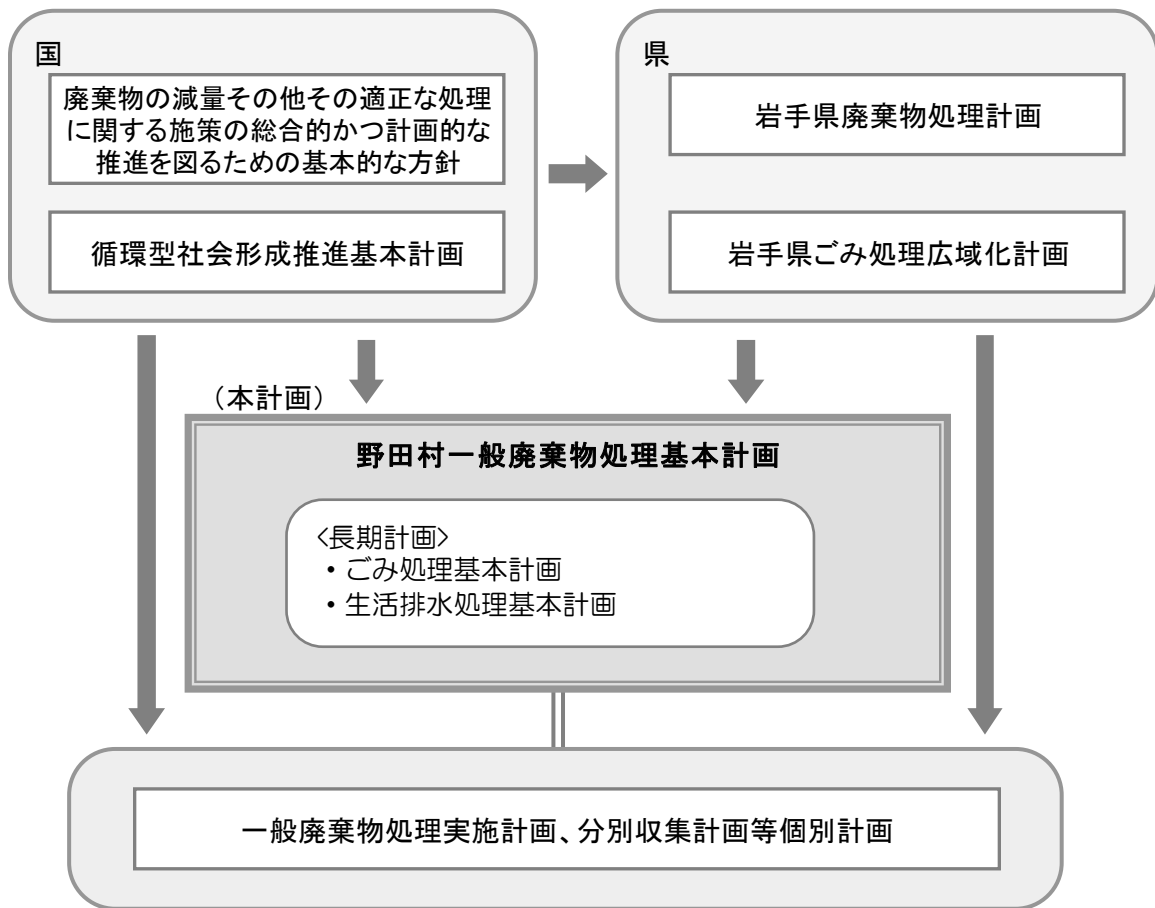 国
廃棄物の減量その他その適正な処理
に関する施策の総合的かつ計画的な
推進を図るための基本的な方針
循環型社会形成推進基本計画
県
岩手県廃棄物処理計画
岩手県ごみ処理広域化計画
（本計画）
野田村一般廃棄物処理基本計画
<長期計画>
・ごみ処理基本計画
・生活排水処理基本計画
一般廃棄物処理実施計画、分別収集計画等個別計画